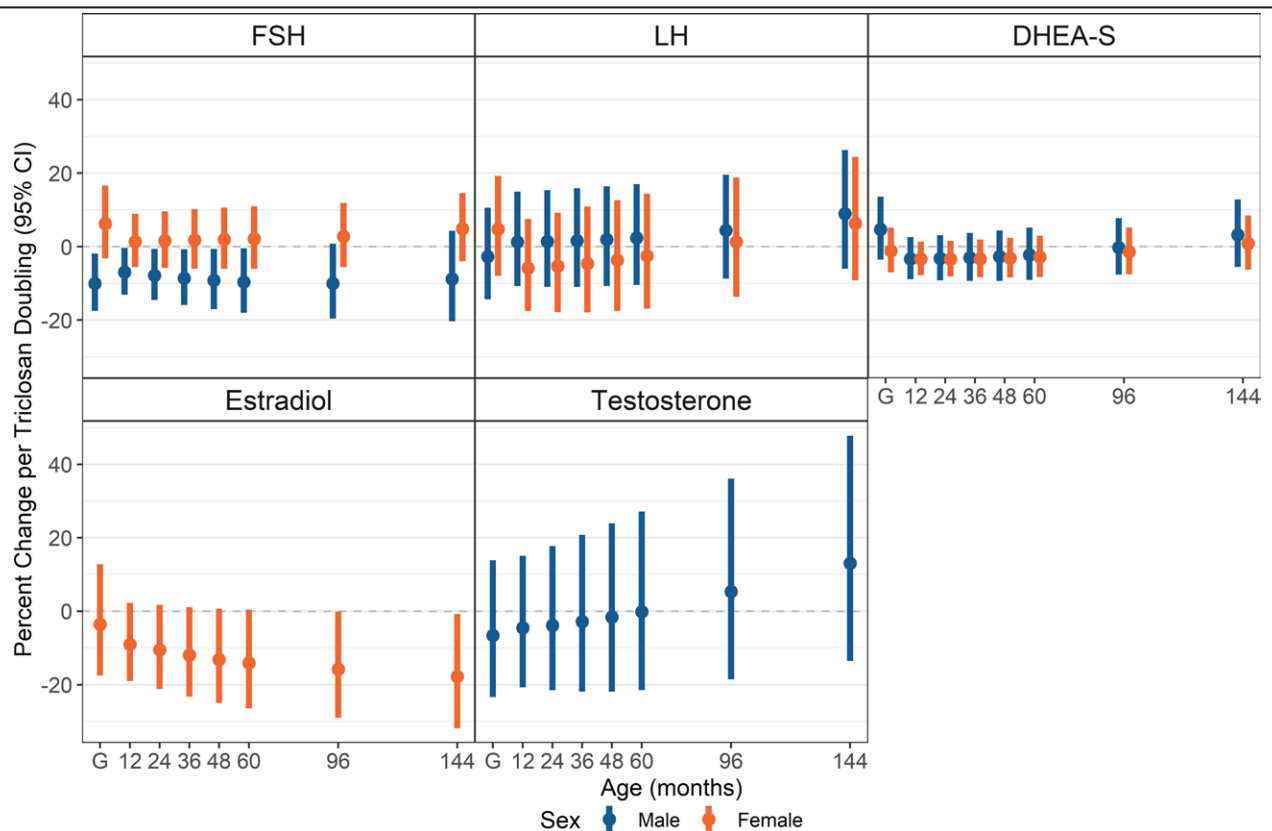 FSH LH DHEA-S
Percent Change per Triclosan Doubling (95% CI)
40
20
0
-20
G 12 24 36 48 60 96 144
Estradiol Testosterone
40
20
0
-20
G 12 24 36 48 60 96 144 G 12 24 36 48 60 96 144
Age (months)
Sex Male Female